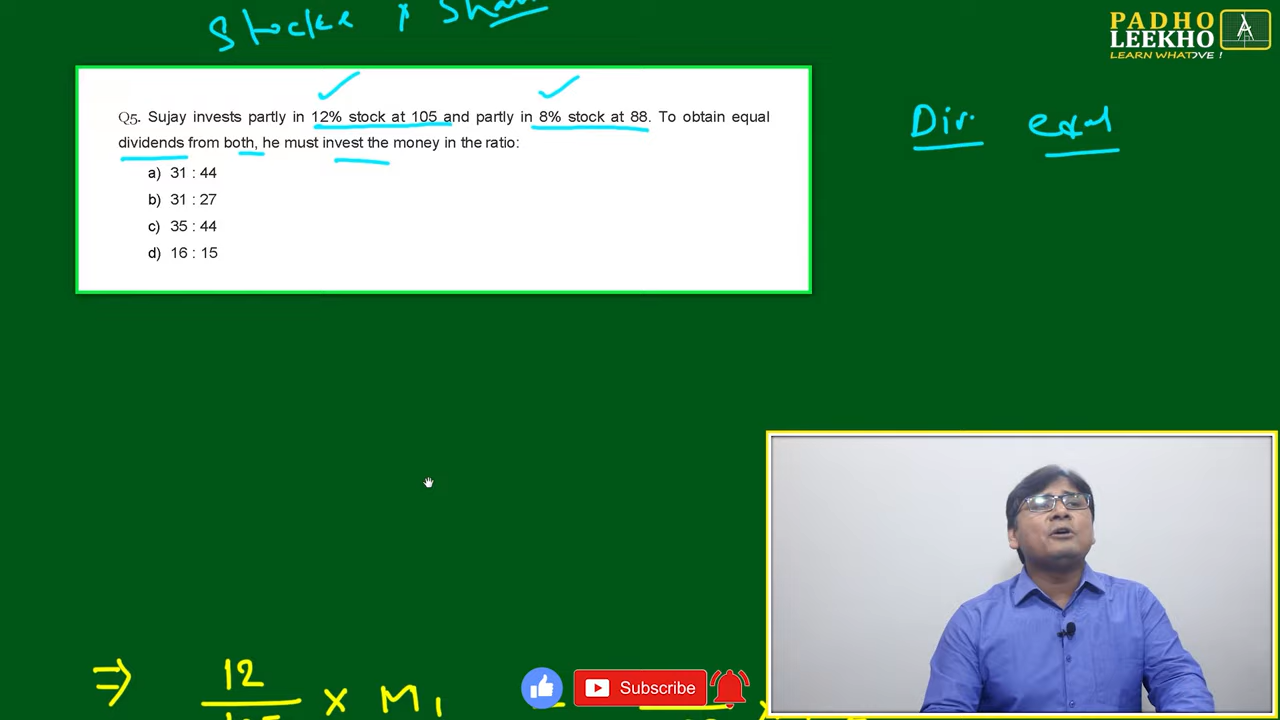 Stocks & Shar
PADHO
LEEKHO
LEARN WHAT
VE !
Q5. Sujay invests partly in 12% stock at 105 and partly in 8% stock at 88. To obtain equal
dividends from both, he must invest the money in the ratio:
a) 31 : 44
b) 31 : 27
c) 35 : 44
d) 16 : 15
Div. equal
⇒ 12
× M1 =
Subscribe